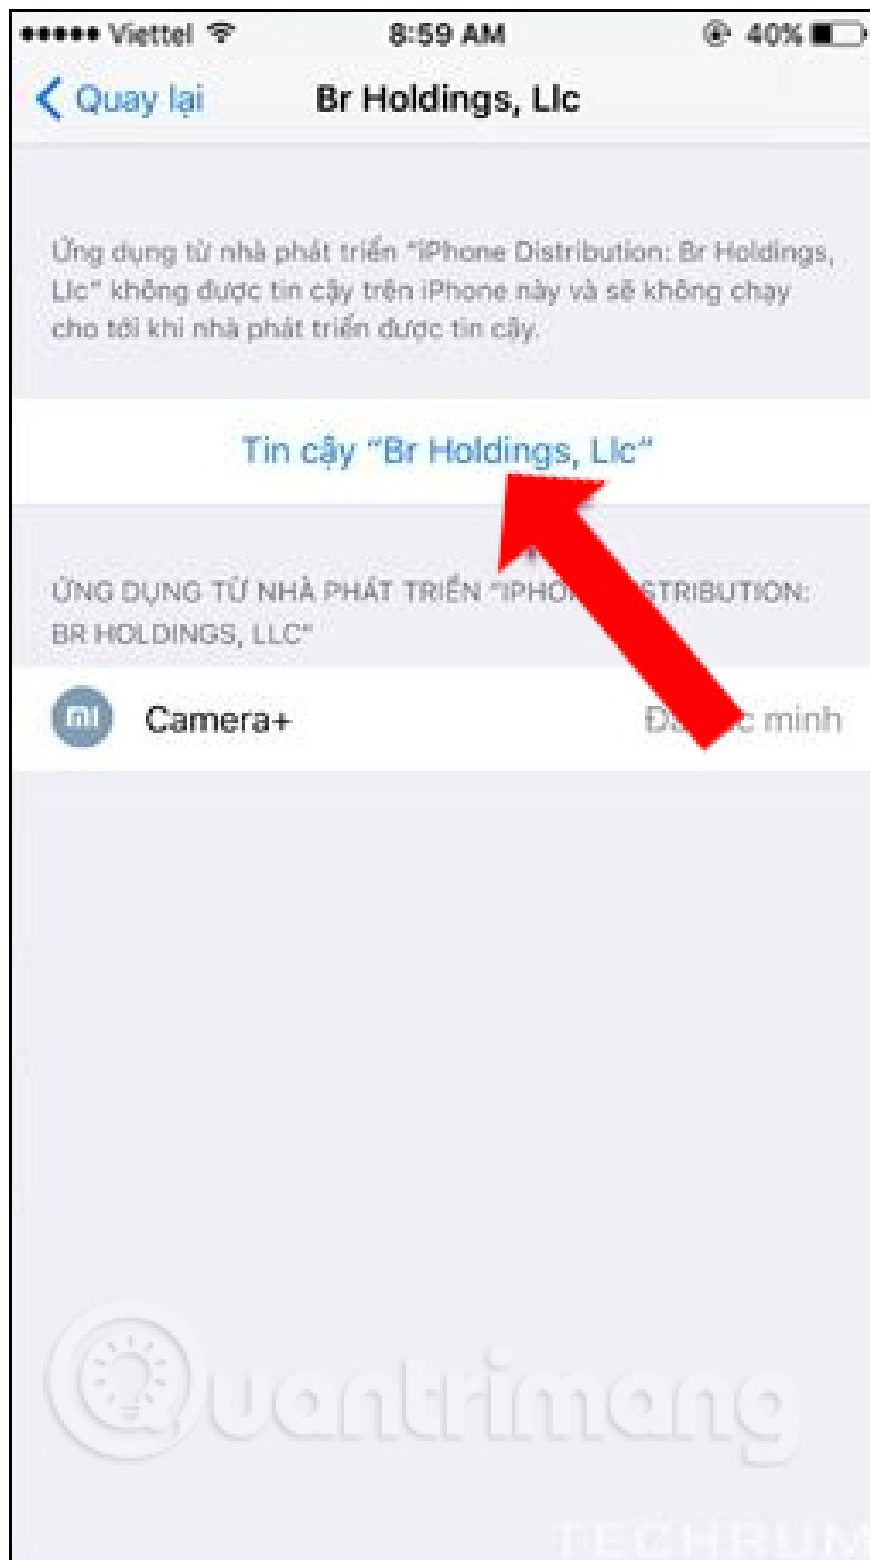 Viettel 8:59 AM 40%
Quay lại Br Holdings, Llc
Ứng dụng từ nhà phát triển "iPhone Distribution: Br Holdings,
Llc" không được tin cậy trên iPhone này và sẽ không chạy
cho tới khi nhà phát triển được tin cậy.
Tin cậy "Br Holdings, Llc"
ỨNG DỤNG TỪ NHÀ PHÁT TRIỂN DISTRIBUTION:
BR HOLDINGS, LLC"
mi Camera+ minh
Quantrimang
TECHRUM